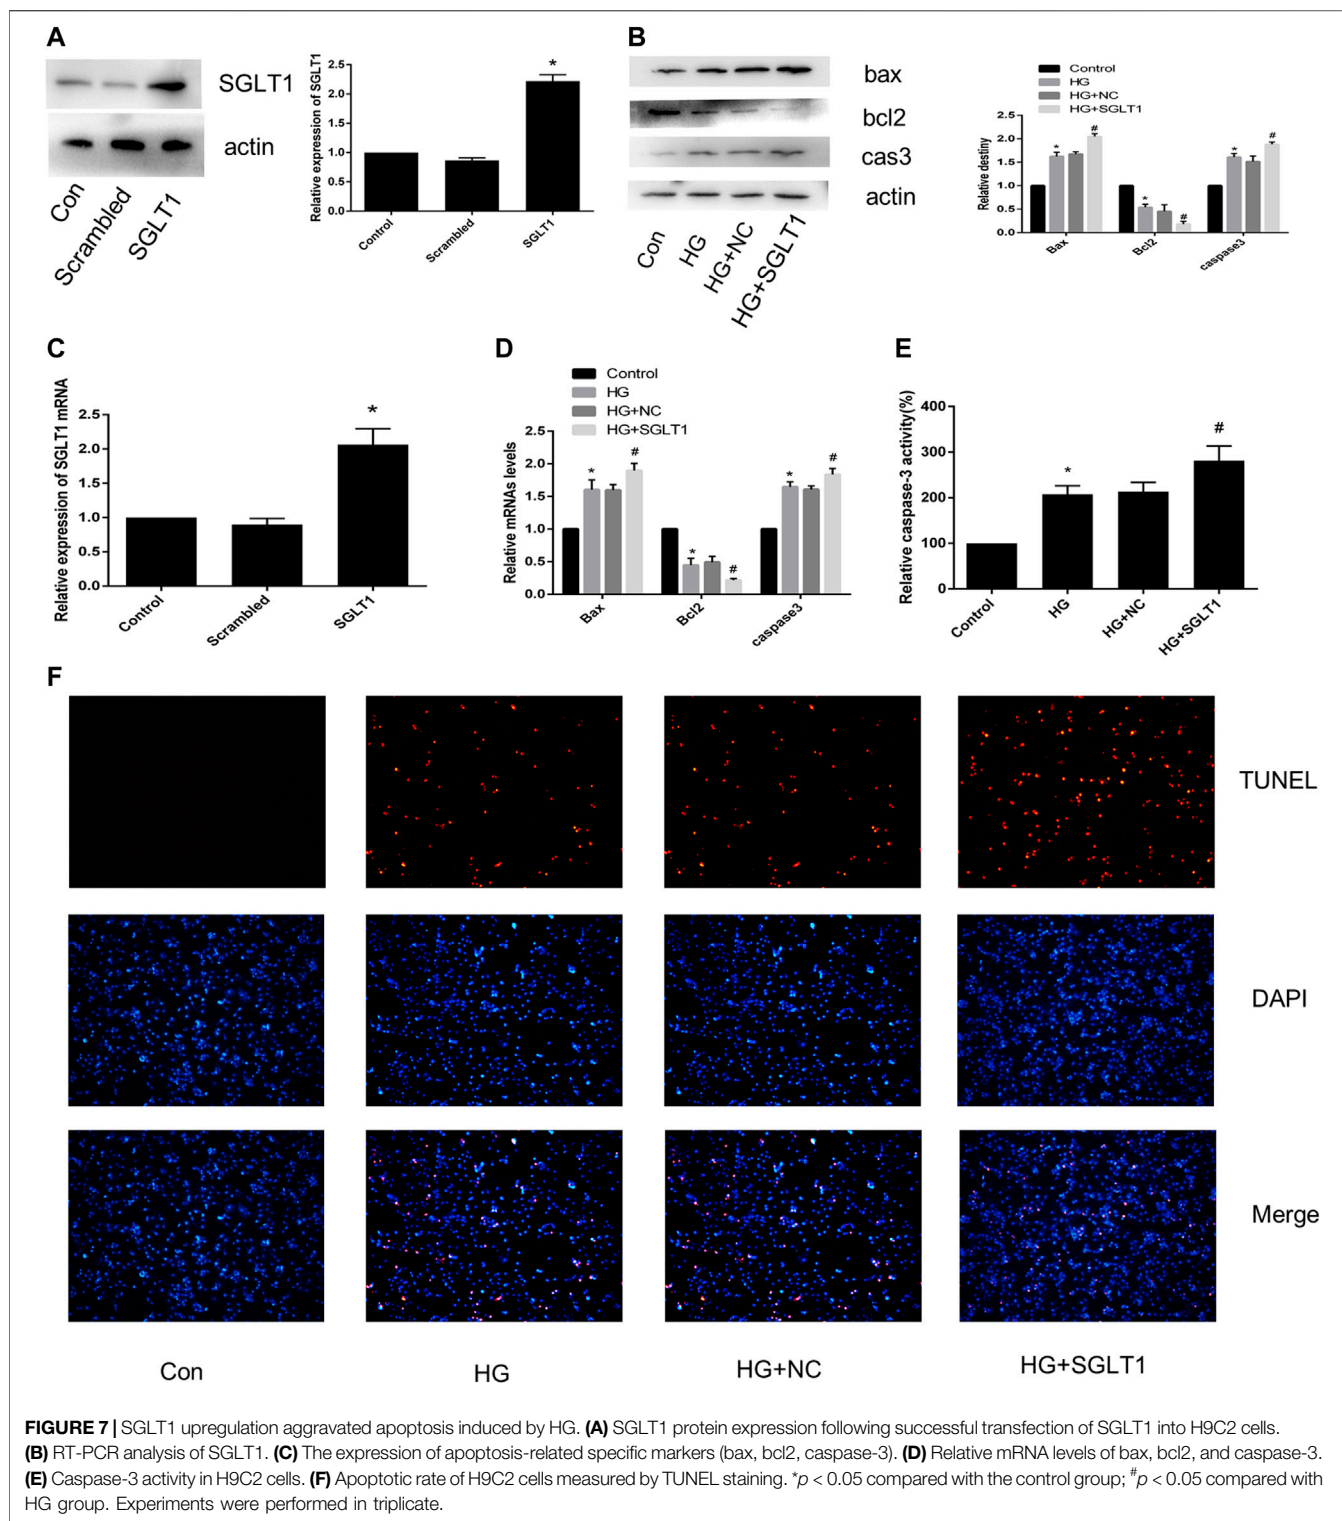 A
SGLT1
actin
Con
Scrambled
SGLT1
Relative expression of SGLT1
2.5
2.0
1.5
1.0
0.5
0.0
*
Control
Scrambled
SGLT1
B
bax
bcl2
cas3
actin
Con
HG
HG+NC
HG+SGLT1
Control
HG
HG+NC
HG+SGLT1
Relative destiny
2.5
2.0
1.5
1.0
0.5
0.0
* # * # * #
Bax
Bcl2
caspase3
C
Relative expression of SGLT1 mRNA
2.5
2.0
1.5
1.0
0.5
0.0
*
Control
Scrambled
SGLT1
D
Control
HG
HG+NC
HG+SGLT1
Relative mRNAs levels
2.5
2.0
1.5
1.0
0.5
0.0
* # * # * #
Bax
Bcl2
caspase3
E
Relative caspase-3 activity(%)
400
300
200
100
0
* #
Control
HG
HG+NC
HG+SGLT1
F
TUNEL
DAPI
Merge
Con
HG
HG+NC
HG+SGLT1
FIGURE 7 | SGLT1 upregulation aggravated apoptosis induced by HG. (A) SGLT1 protein expression following successful transfection of SGLT1 into H9C2 cells.
(B) RT-PCR analysis of SGLT1. (C) The expression of apoptosis-related specific markers (bax, bcl2, caspase-3). (D) Relative mRNA levels of bax, bcl2, and caspase-3.
(E) Caspase-3 activity in H9C2 cells. (F) Apoptotic rate of H9C2 cells measured by TUNEL staining. *p < 0.05 compared with the control group; #p < 0.05 compared with
HG group. Experiments were performed in triplicate.